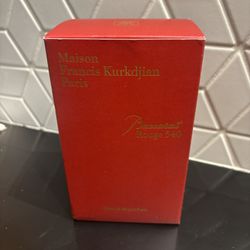 Maison
Francis Kurkdjian
Paris
Baccarat
Rouge 540